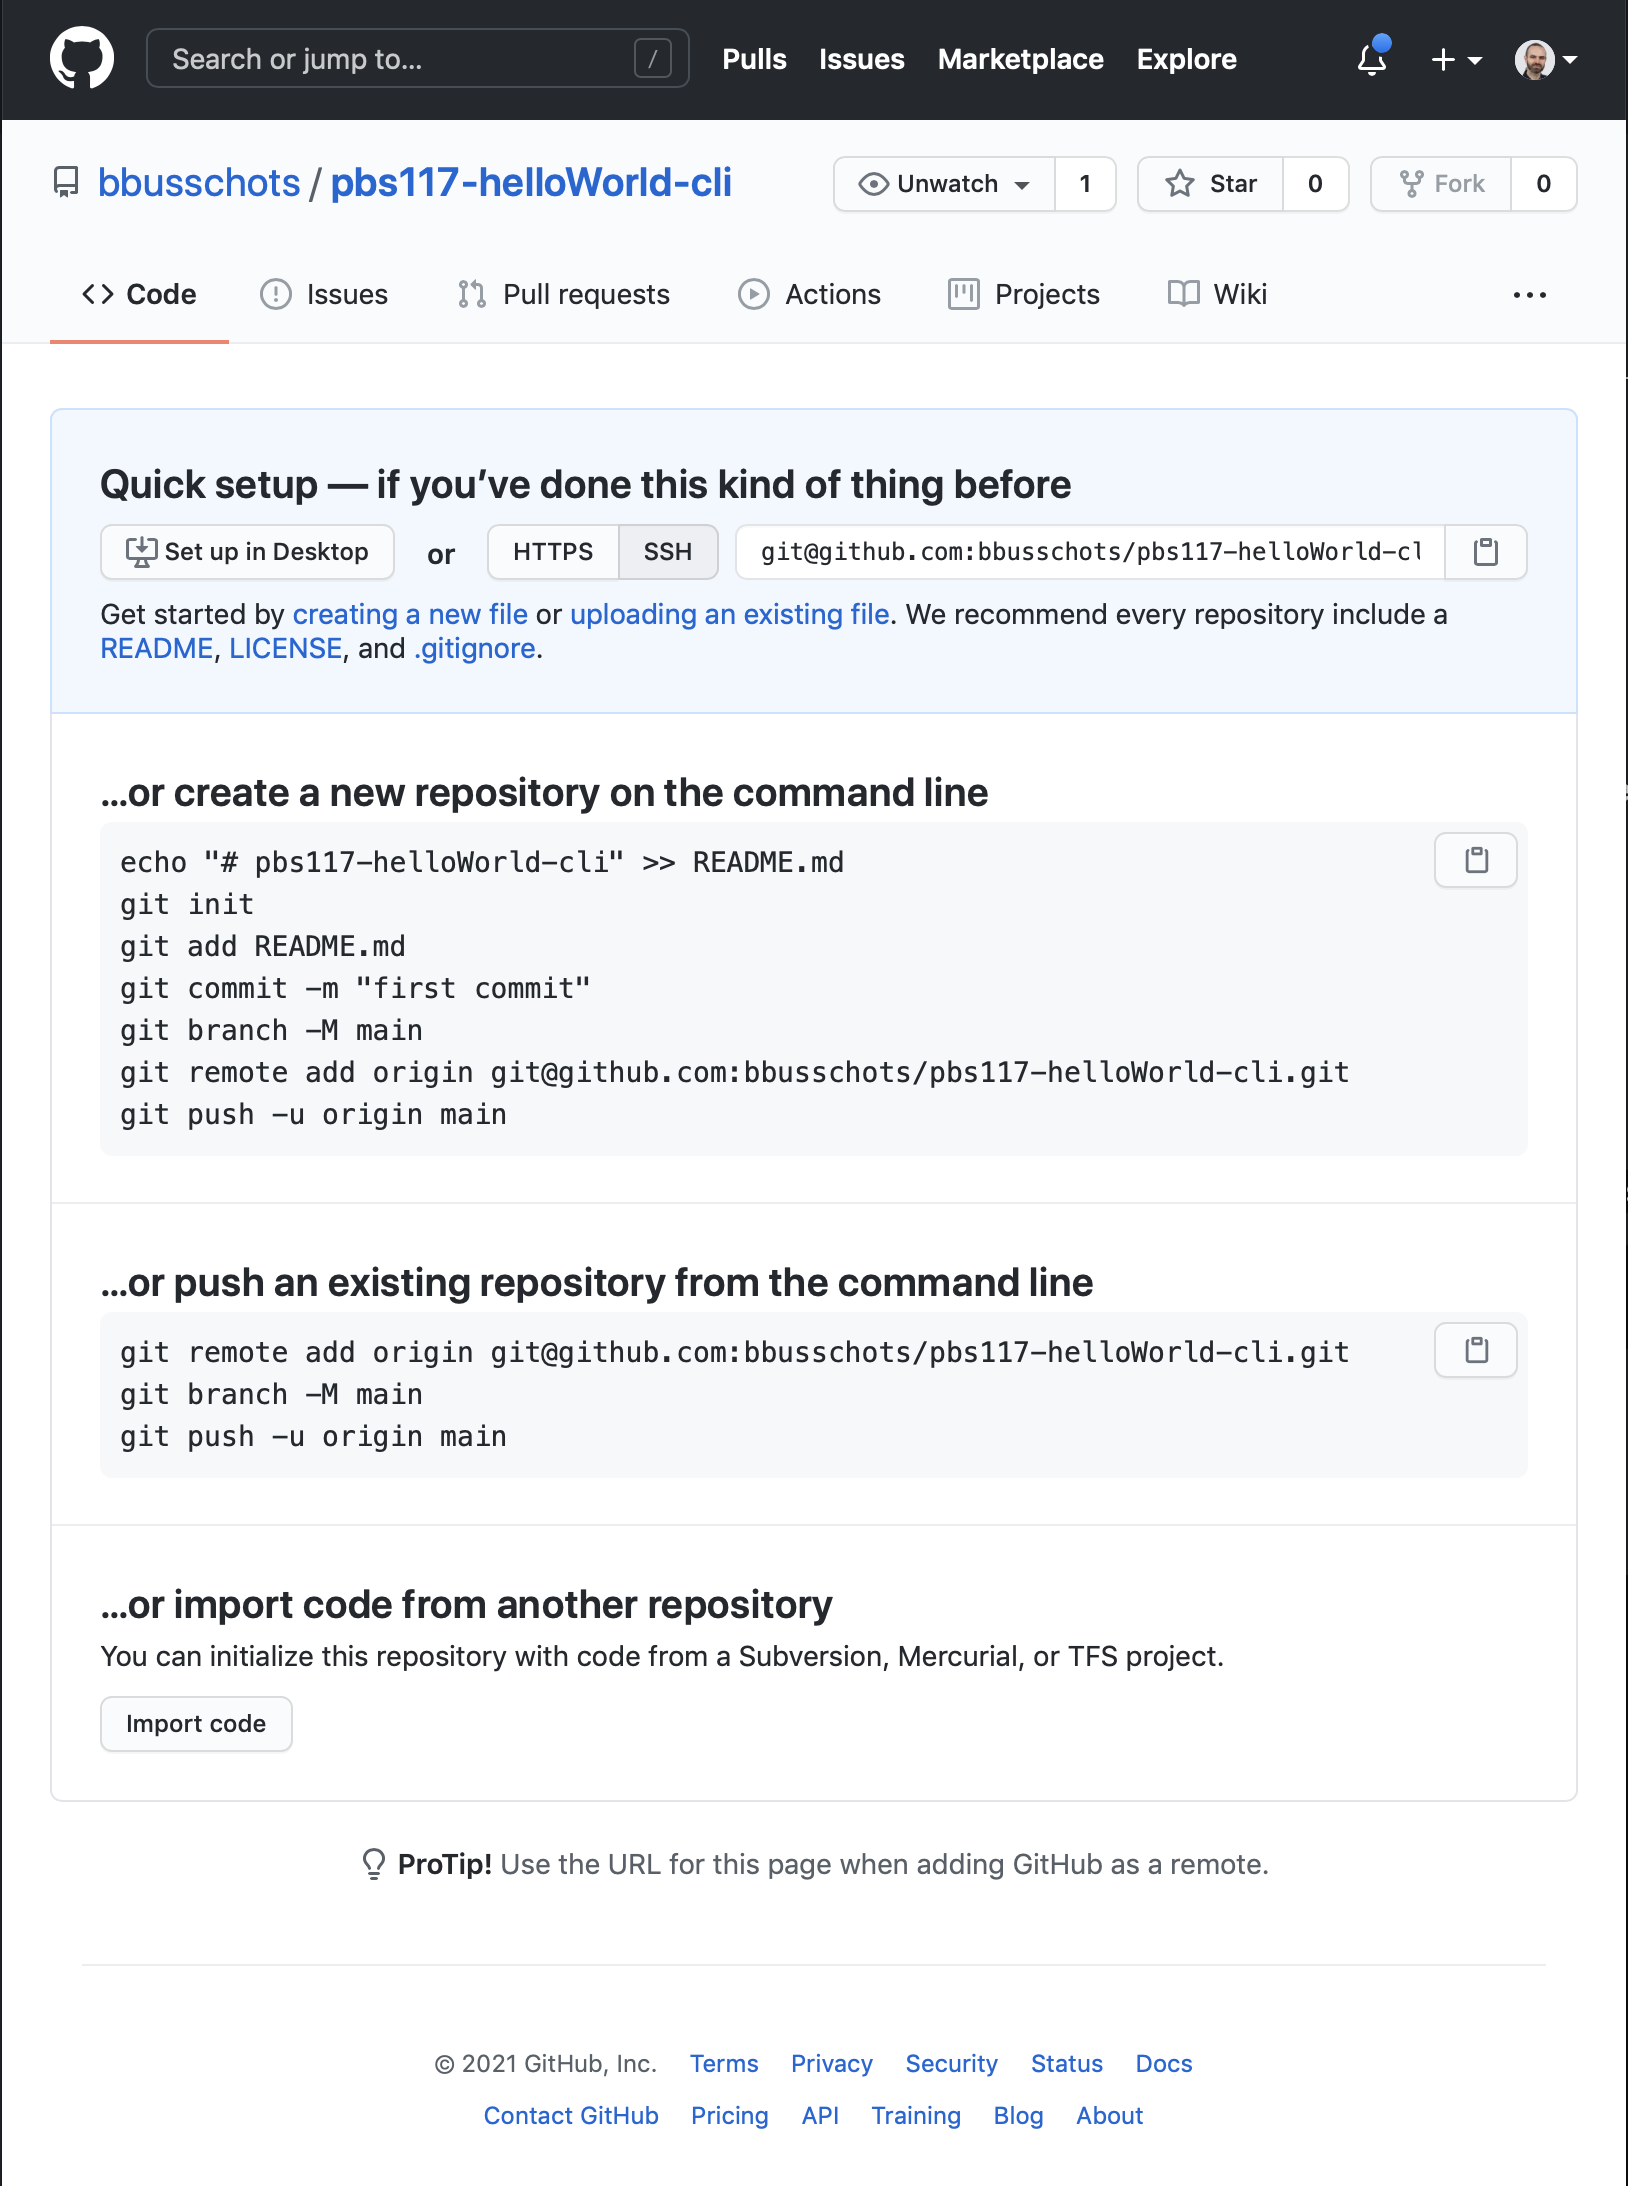 Search or jump to... /
Pulls Issues Marketplace Explore
bbusschots / pbs117-helloWorld-cli
Unwatch 1 Star 0 Fork 0
Code Issues Pull requests Actions Projects Wiki
Quick setup — if you’ve done this kind of thing before
Set up in Desktop or HTTPS SSH git@github.com:bbusschots/pbs117-helloWorld-cl
Get started by creating a new file or uploading an existing file. We recommend every repository include a
README, LICENSE, and .gitignore.
…or create a new repository on the command line
echo "# pbs117-helloWorld-cli" >> README.md
git init
git add README.md
git commit -m "first commit"
git branch -M main
git remote add origin git@github.com:bbusschots/pbs117-helloWorld-cli.git
git push -u origin main
…or push an existing repository from the command line
git remote add origin git@github.com:bbusschots/pbs117-helloWorld-cli.git
git branch -M main
git push -u origin main
…or import code from another repository
You can initialize this repository with code from a Subversion, Mercurial, or TFS project.
Import code
ProTip! Use the URL for this page when adding GitHub as a remote.
© 2021 GitHub, Inc. Terms Privacy Security Status Docs
Contact GitHub Pricing API Training Blog About